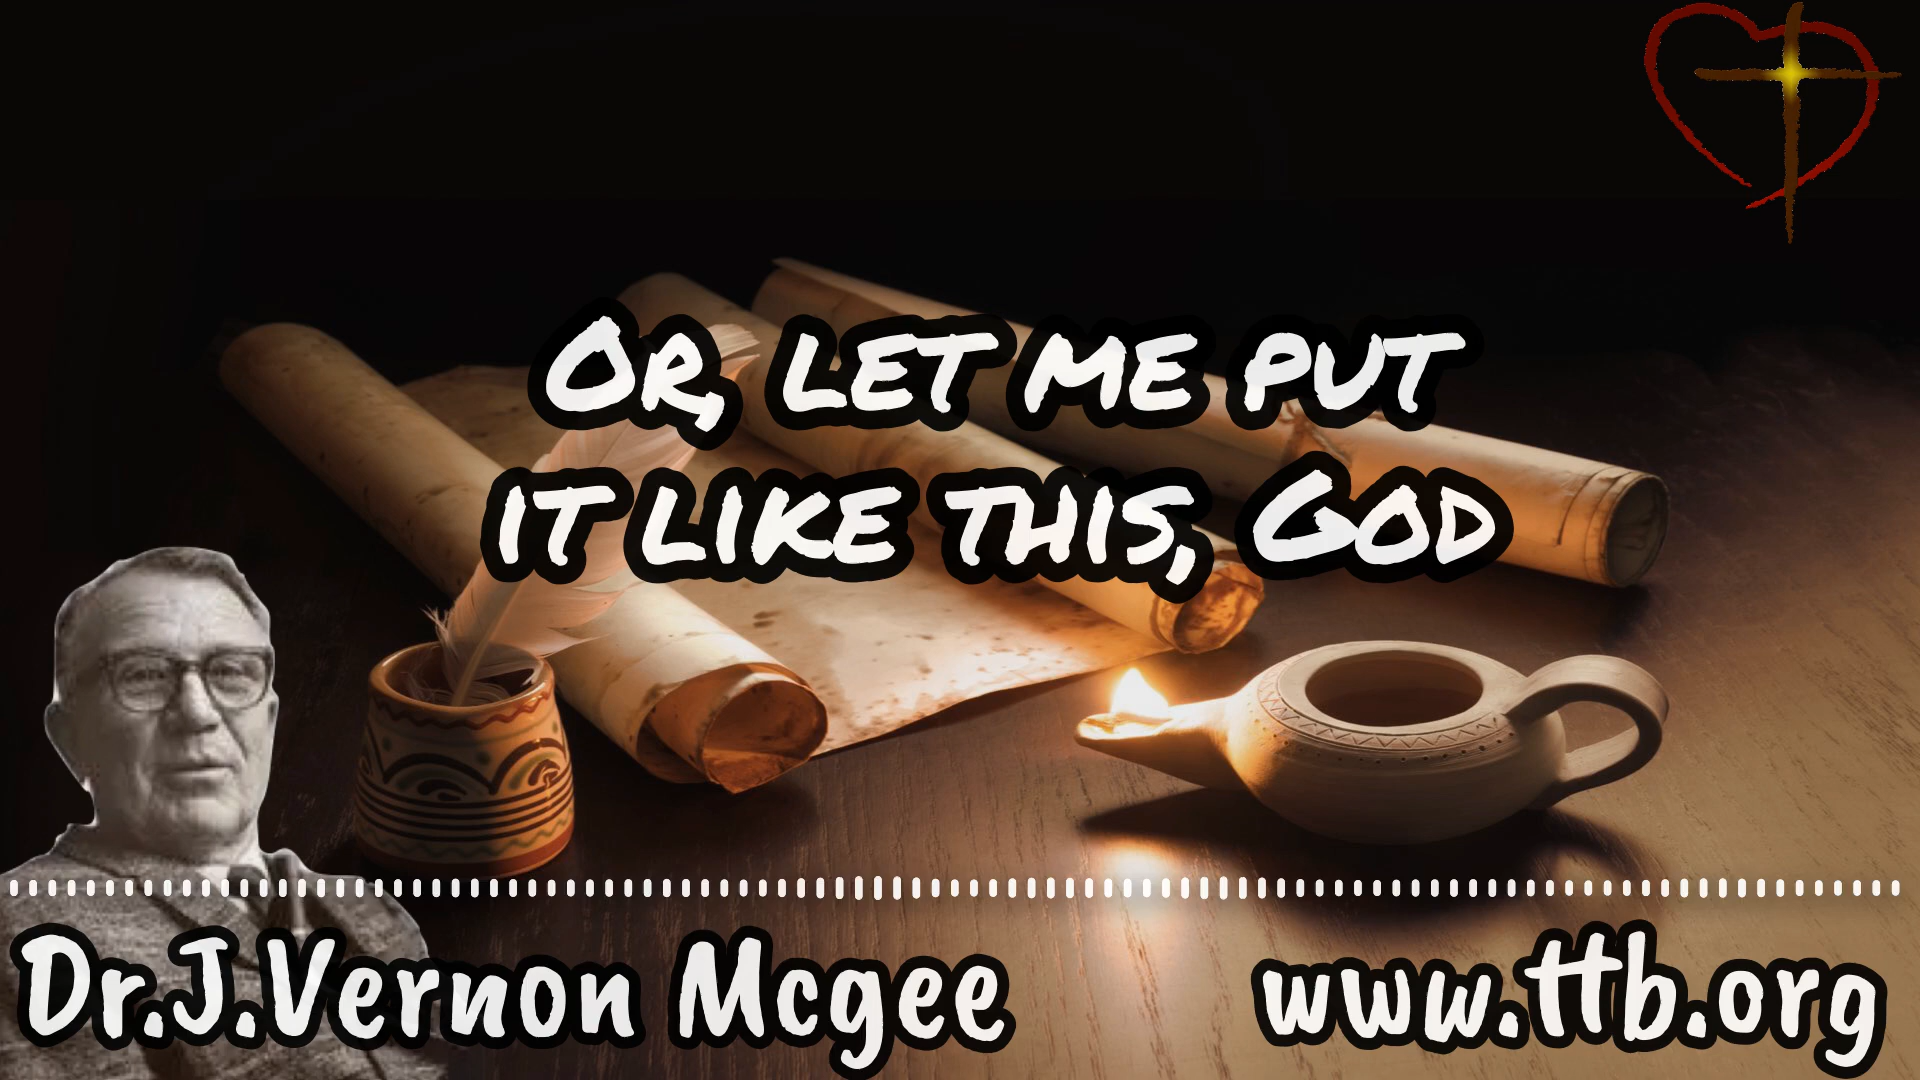 Or, let me put
it like this, God
Dr.J.Vernon Mcgee
www.ttb.org